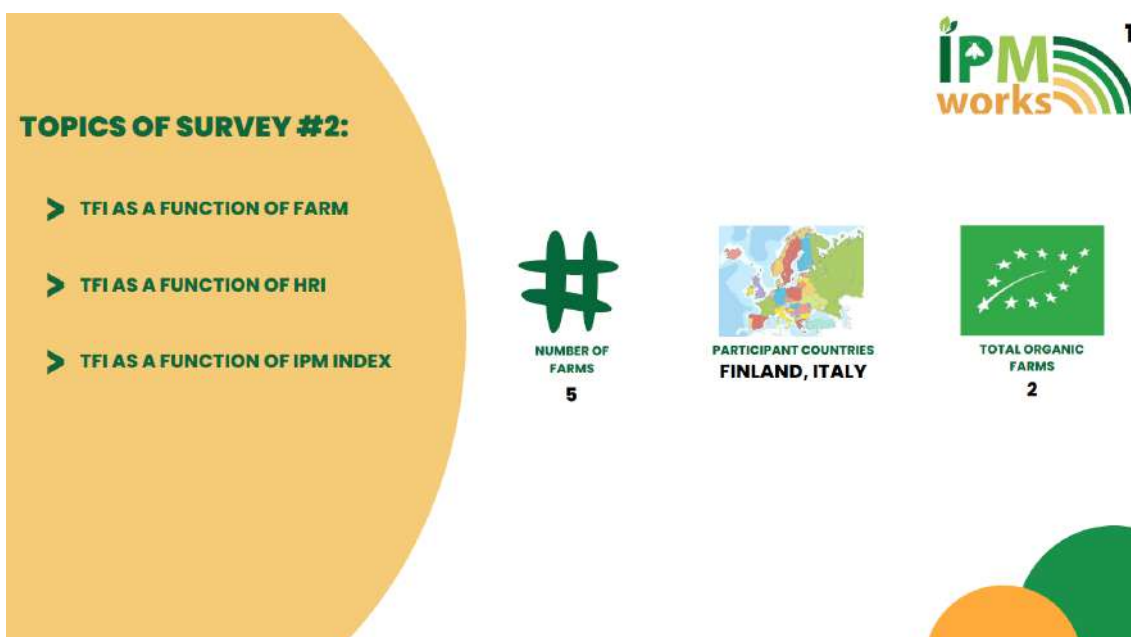 IPM
works
TOPICS OF SURVEY #2:
> TFI AS A FUNCTION OF FARM
> TFI AS A FUNCTION OF HRI
> TFI AS A FUNCTION OF IPM INDEX
#
NUMBER OF
FARMS
5
PARTICIPANT COUNTRIES
FINLAND, ITALY
TOTAL ORGANIC
FARMS
2